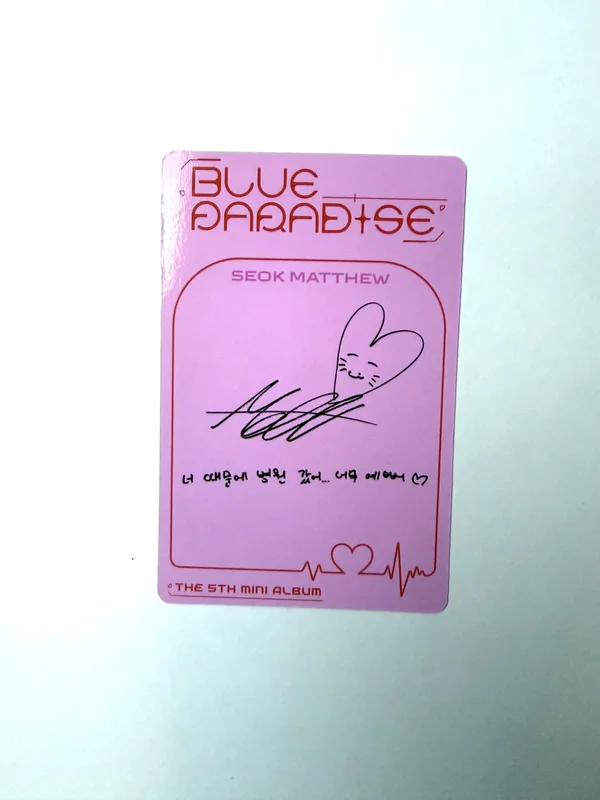 BLUE
PARADISE
SEOK MATTHEW
너 때문에 병원 갔어... 너무 예뻐♡
THE 5TH MINI ALBUM